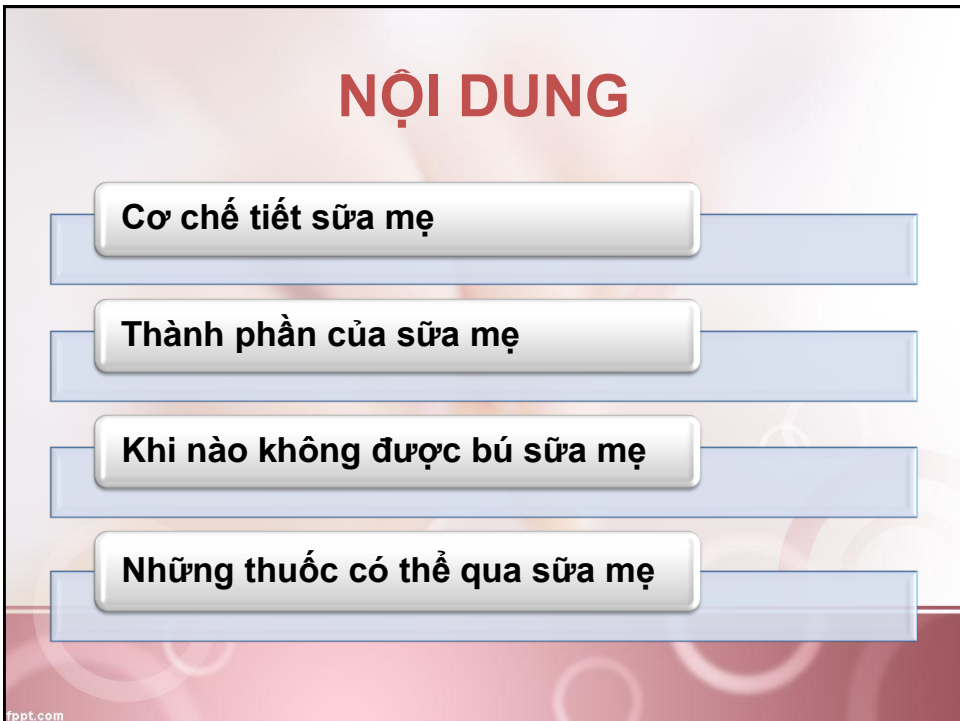 NỘI DUNG
Cơ chế tiết sữa mẹ
Thành phần của sữa mẹ
Khi nào không được bú sữa mẹ
Những thuốc có thể qua sữa mẹ
fppt.com